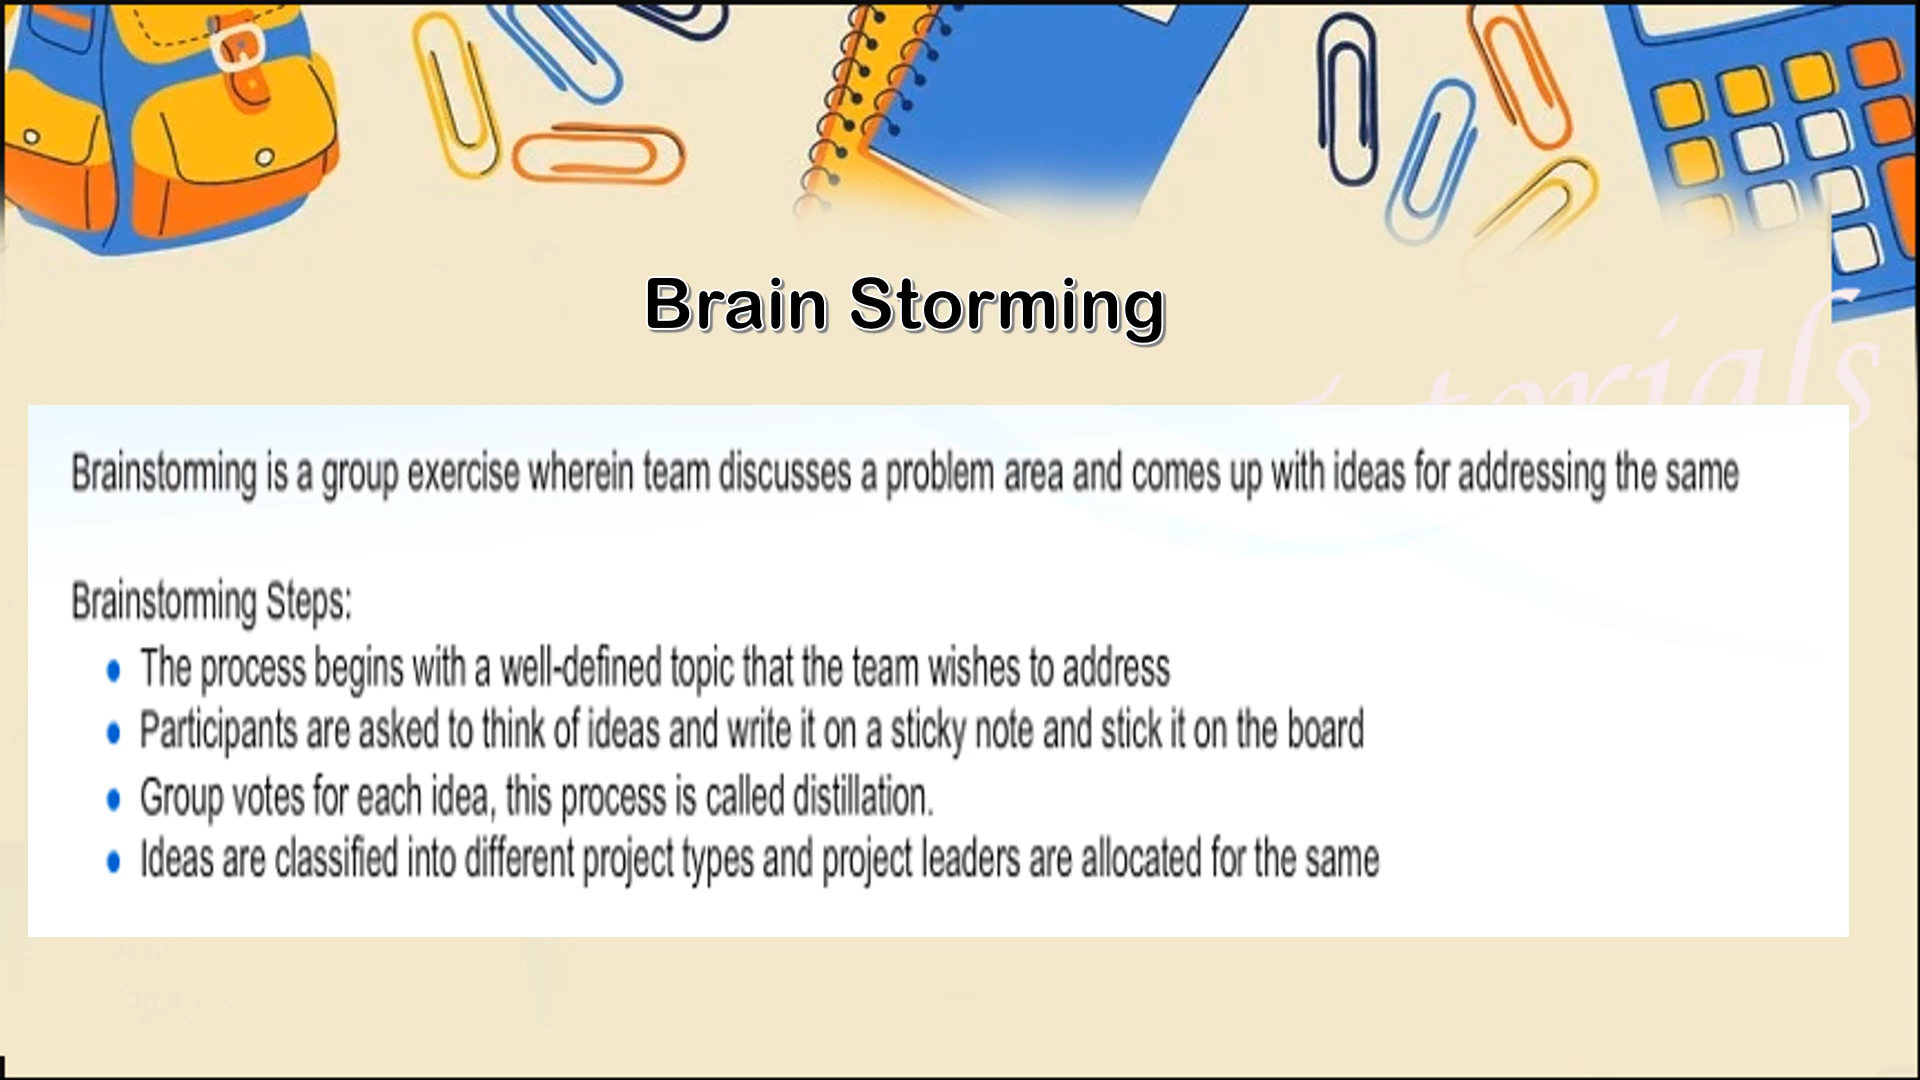 Brain Storming
Brainstorming is a group exercise wherein team discusses a problem area and comes up with ideas for addressing the same
Brainstorming Steps:
The process begins with a well-defined topic that the team wishes to address
Participants are asked to think of ideas and write it on a sticky note and stick it on the board
Group votes for each idea, this process is called distillation.
Ideas are classified into different project types and project leaders are allocated for the same